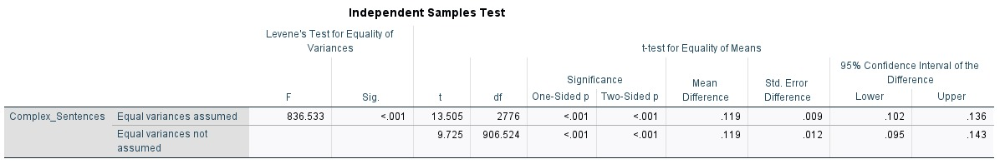 Independent Samples Test
Levene's Test for Equality of
Variances
t-test for Equality of Means
F
Sig.
t
df
Significance
One-Sided p
Two-Sided p
Mean
Difference
Std. Error
Difference
95% Confidence Interval of the
Difference
Lower
Upper
Complex_Sentences
Equal variances assumed
836.533
<.001
13.505
2776
<.001
<.001
.119
.009
.102
.136
Equal variances not
assumed
9.725
906.524
<.001
<.001
.119
.012
.095
.143